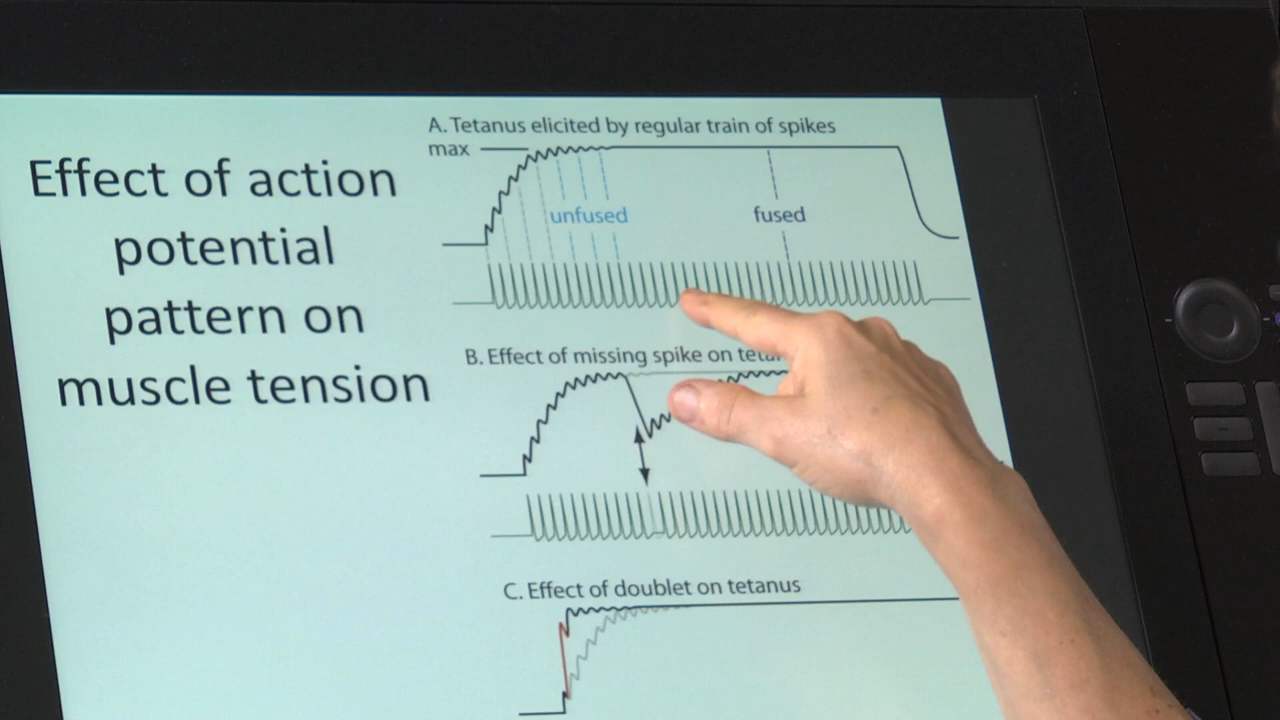 Effect of action
potential
pattern on
muscle tension
A. Tetanus elicited by regular train of spikes
max
unfused
fused
B. Effect of missing spike on
C. Effect of doublet on tetanus